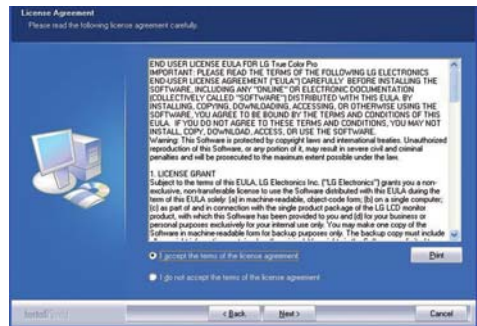 License Agreement
Please read the following license agreement carefully.
END USER LICENSE EULA FOR LG True Color Pro
IMPORTANT: PLEASE READ THE TERMS OF THE FOLLOWING LG ELECTRONICS
END-USER LICENSE AGREEMENT ("EULA") CAREFULLY BEFORE INSTALLING THE
SOFTWARE, INCLUDING ANY "ONLINE" OR ELECTRONIC DOCUMENTATION
(COLLECTIVELY CALLED "SOFTWARE") DISTRIBUTED WITH THIS EULA. BY
INSTALLING, COPYING, DOWNLOADING, ACCESSING, OR OTHERWISE USING THE
SOFTWARE, YOU AGREE TO BE BOUND BY THE TERMS AND CONDITIONS OF THIS
EULA. IF YOU DO NOT AGREE TO THESE TERMS AND CONDITIONS, YOU MAY NOT
INSTALL, COPY, DOWNLOAD, ACCESS, OR USE THE SOFTWARE.
Warning: This Software is protected by copyright laws and international treaties. Unauthorized
reproduction of this Software, or any portion of it, may result in severe civil and criminal
penalties and will be prosecuted to the maximum extent possible under the law.
1. LICENSE GRANT
Subject to the terms of this EULA, LG Electronics Inc. ("LG Electronics") grants you a non-
exclusive, non-transferable license to use the Software distributed with this EULA during the
term of this EULA solely: (a) in machine-readable, object-code form; (b) on a single computer;
(c) as part of and in connection with the single product package of the LG LCD monitor
product, with which this Software has been provided to you and (d) for your business or
personal purposes exclusively for your internal use only. You may make one copy of the
Software in machine-readable form for backup purposes only. The backup copy must include
I accept the terms of the license agreement
Print
I do not accept the terms of the license agreement
InstallShield
< Back
Next >
Cancel